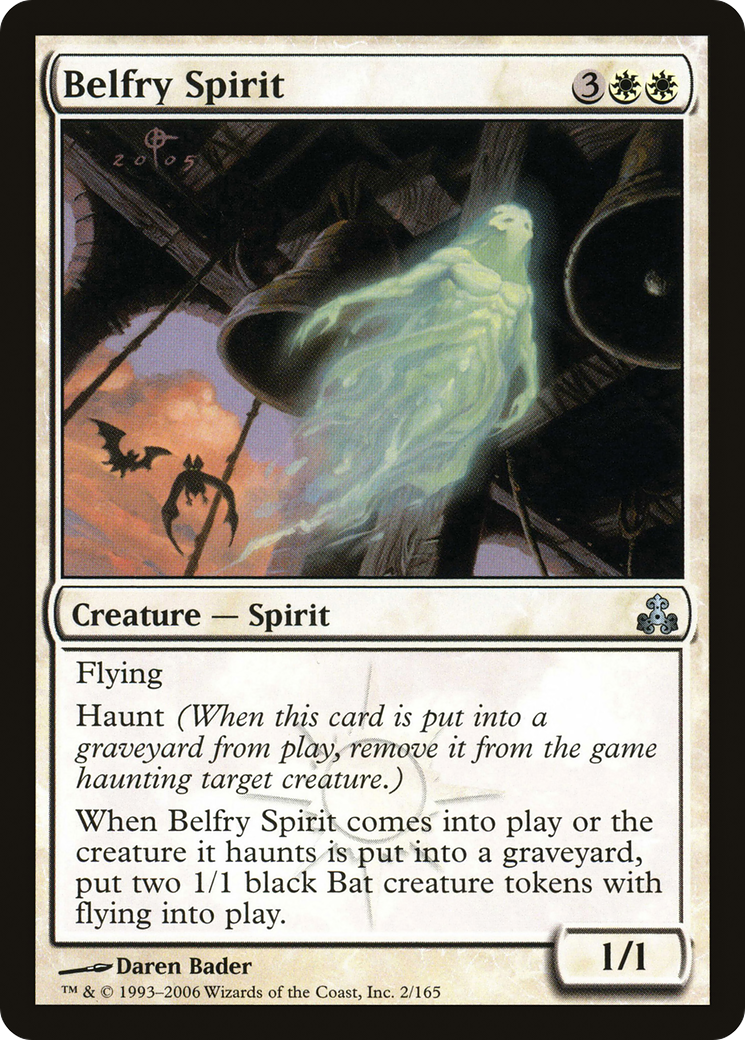 Belfry Spirit 3
2005
Creature — Spirit
Flying
Haunt (When this card is put into a
graveyard from play, remove it from the game
haunting target creature.)
When Belfry Spirit comes into play or the
creature it haunts is put into a graveyard,
put two 1/1 black Bat creature tokens with
flying into play.
1/1
Daren Bader
™ & © 1993–2006 Wizards of the Coast, Inc. 2/165